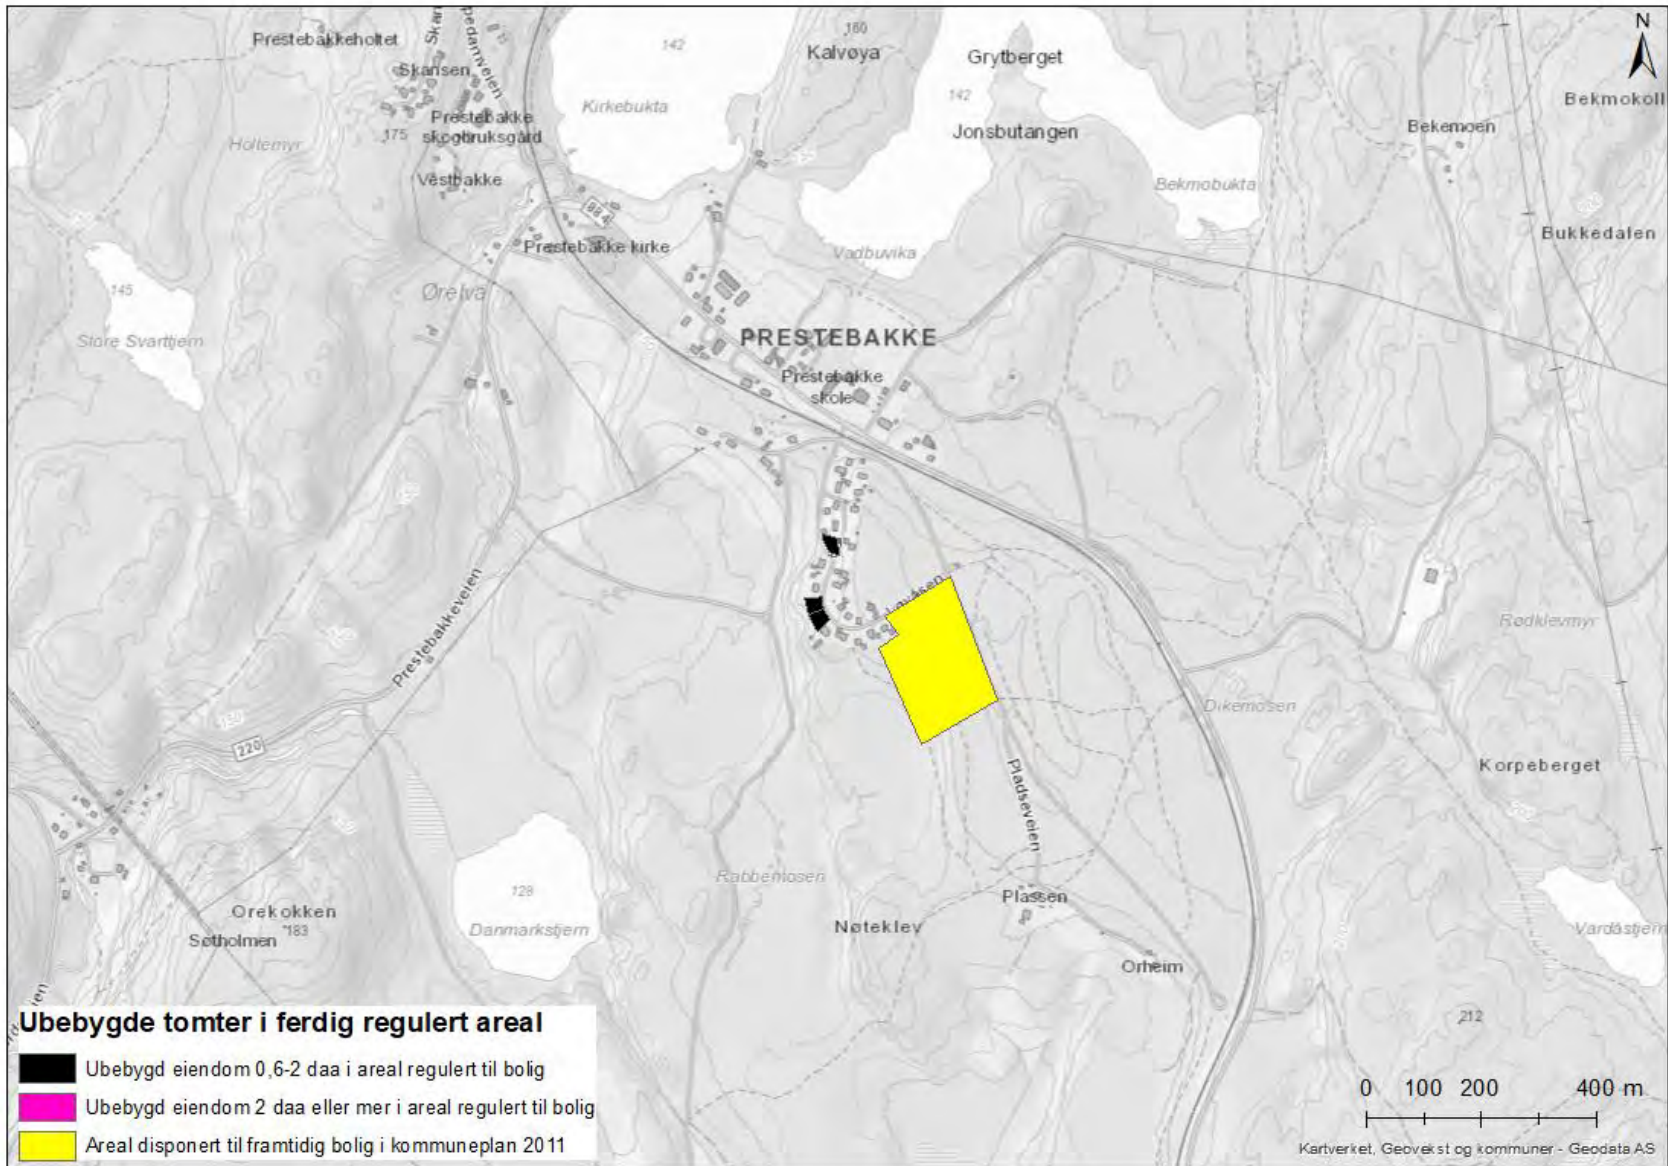 N
Prestebakkeholtet
160
Kalvøya
142
Grytberget
Skansen
Bekmokoll
Kirkebukta
142
Prestebakke
skogbruksgård
175
Jonsbutangen
Bekemoen
Holtemyr
Vestbakke
Bekmobukta
884
Bukkedalen
Prestebakke kirke
Vadbuvika
145
Ørelva
PRESTEBAKKE
Store Svarttjern
Prestebakke
skole
Prestebakkeveien
Rødklevmyr
Dikemosen
220
Korpeberget
Pladseveien
Rabbemosen
128
Plassen
Orekokken
183
Nøteklev
Danmarkstjern
Søtholmen
Vardåstjern
Orheim
212
Ubebygde tomter i ferdig regulert areal
Ubebygd eiendom 0,6-2 daa i areal regulert til bolig
Ubebygd eiendom 2 daa eller mer i areal regulert til bolig
Areal disponert til framtidig bolig i kommuneplan 2011
0 100 200 400 m
Kartverket, Geovekst og kommuner - Geodata AS